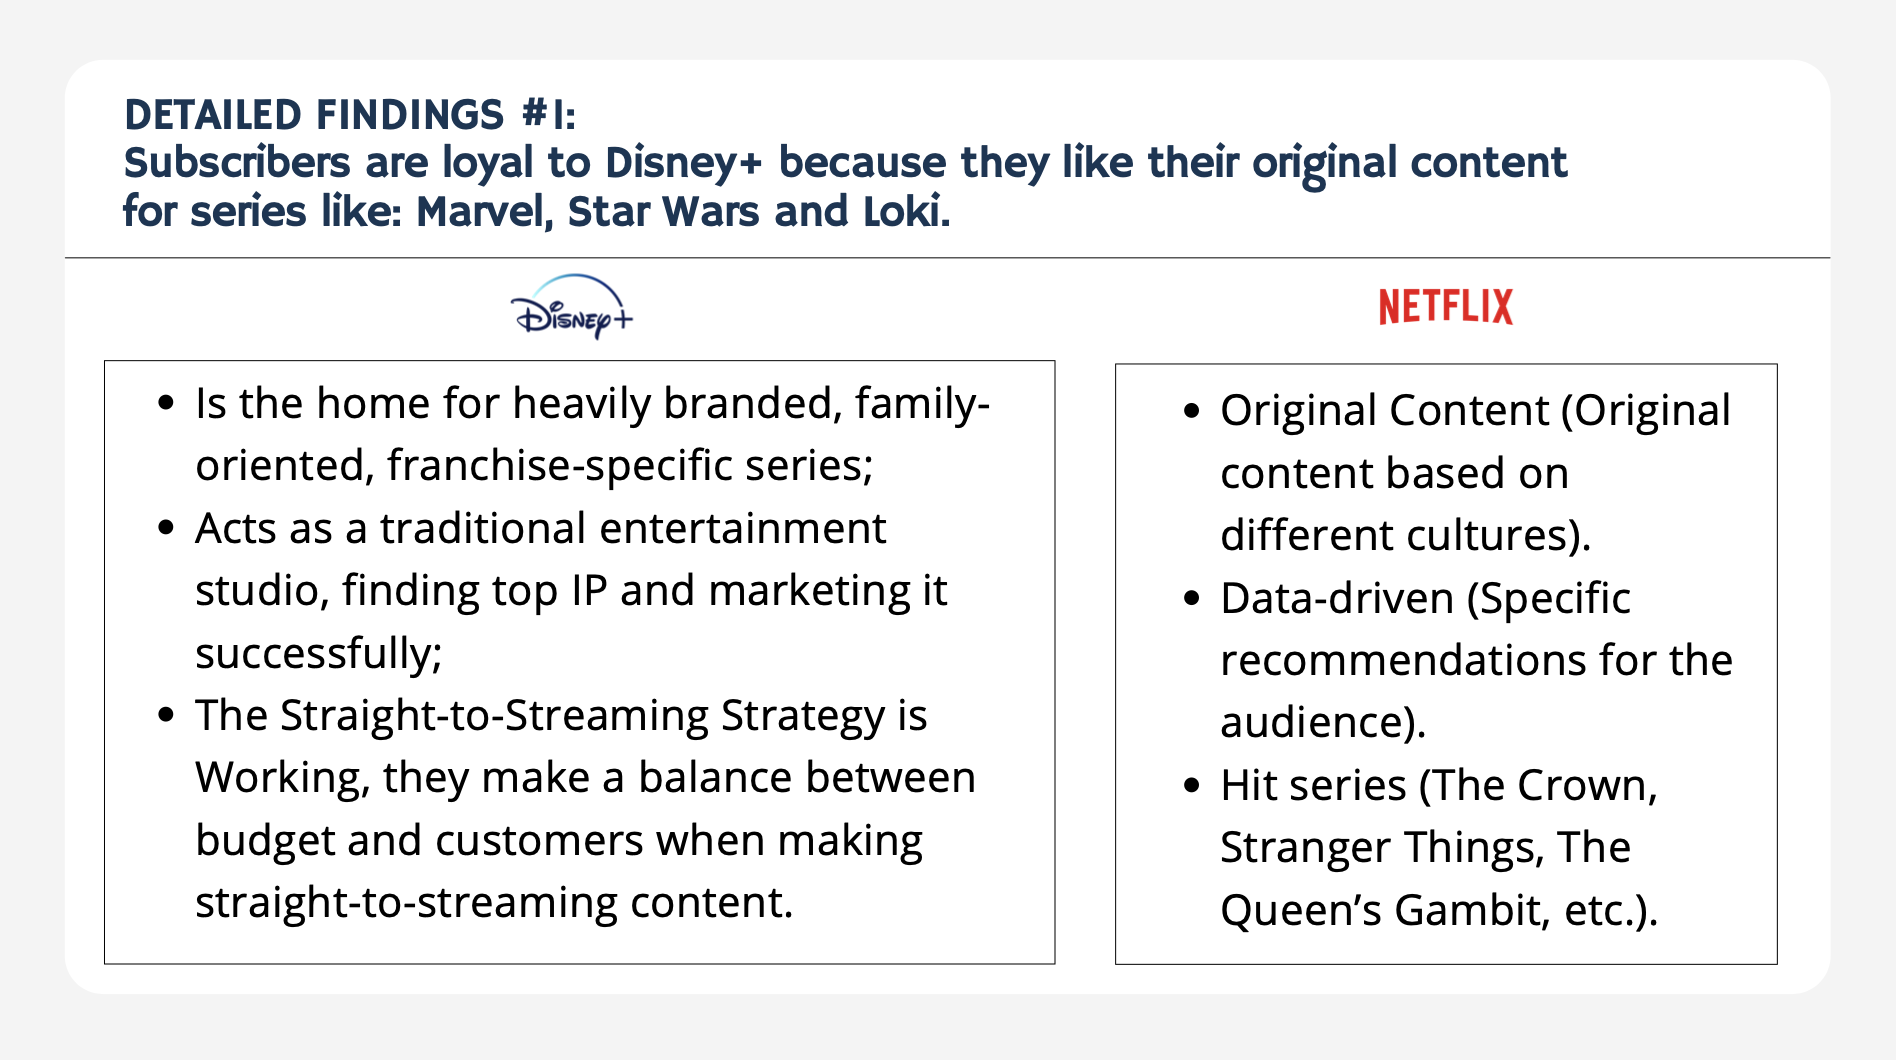 DETAILED FINDINGS #1:
Subscribers are loyal to Disney+ because they like their original content
for series like: Marvel, Star Wars and Loki.
Disney+
• Is the home for heavily branded, family-
oriented, franchise-specific series;
• Acts as a traditional entertainment
studio, finding top IP and marketing it
successfully;
• The Straight-to-Streaming Strategy is
Working, they make a balance between
budget and customers when making
straight-to-streaming content.
NETFLIX
• Original Content (Original
content based on
different cultures).
• Data-driven (Specific
recommendations for the
audience).
• Hit series (The Crown,
Stranger Things, The
Queen’s Gambit, etc.).